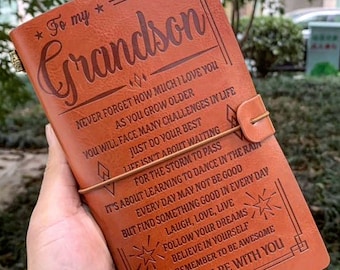 To my
Grandson
NEVER FORGET HOW MUCH I LOVE YOU
AS YOU GROW OLDER
YOU WILL FACE MANY CHALLENGES IN LIFE
JUST DO YOUR BEST
LIFE ISN'T ABOUT WAITING
FOR THE STORM TO PASS
IT'S ABOUT LEARNING TO DANCE IN THE RAIN
EVERY DAY MAY NOT BE GOOD
BUT FIND SOMETHING GOOD IN EVERY DAY
LAUGH, LOVE, LIVE
FOLLOW YOUR DREAMS
BELIEVE IN YOURSELF
REMEMBER TO BE AWESOME
BE WITH YOU